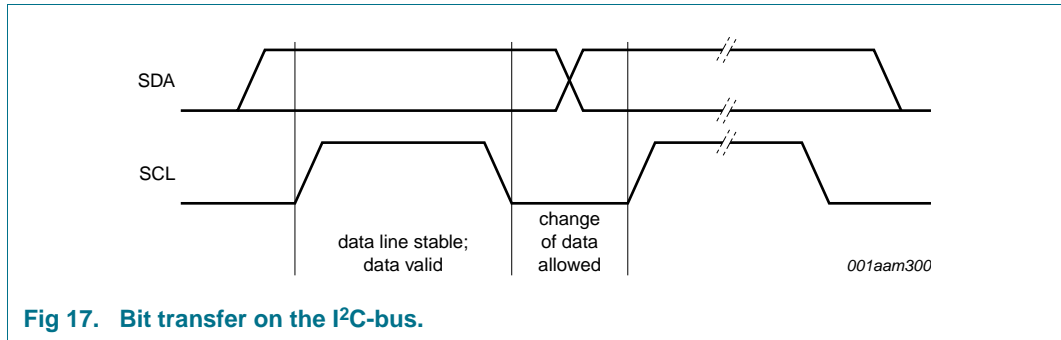 SDA
SCL
data line stable;
data valid
change
of data
allowed
001aam300
Fig 17. Bit transfer on the I²C-bus.